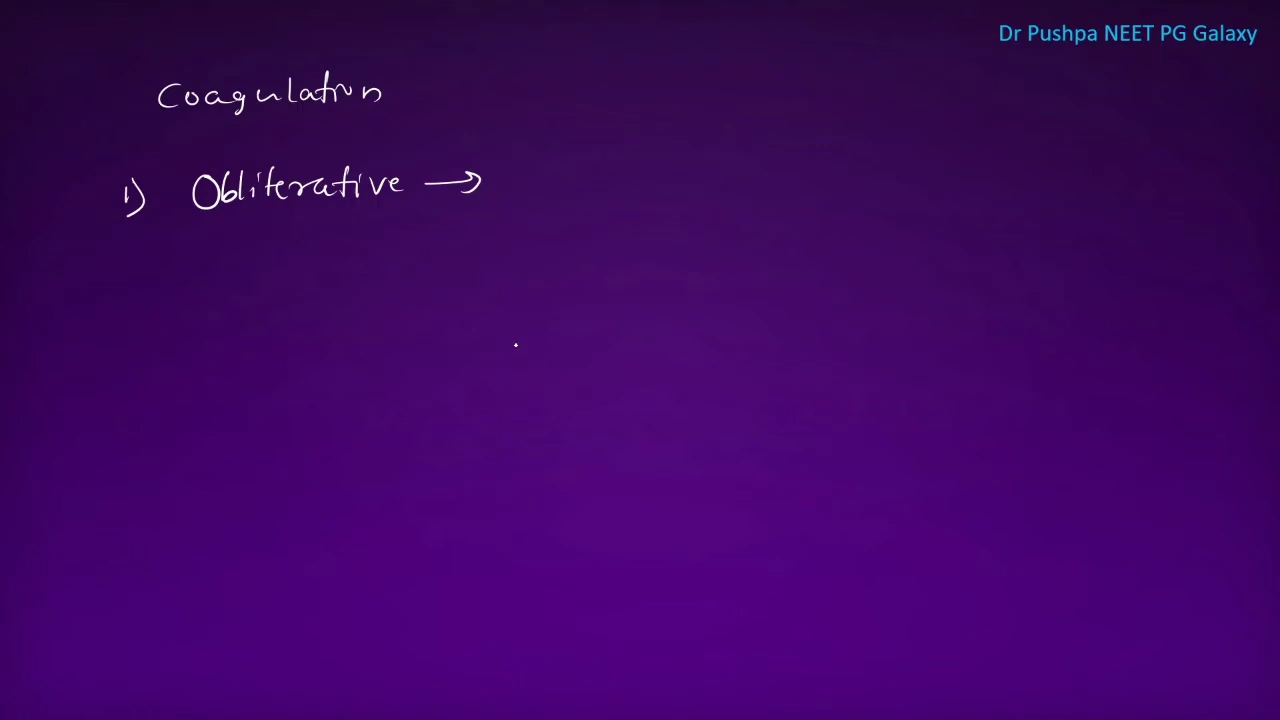 Dr Pushpa NEET PG Galaxy
Coagulation
1) Obliterative →